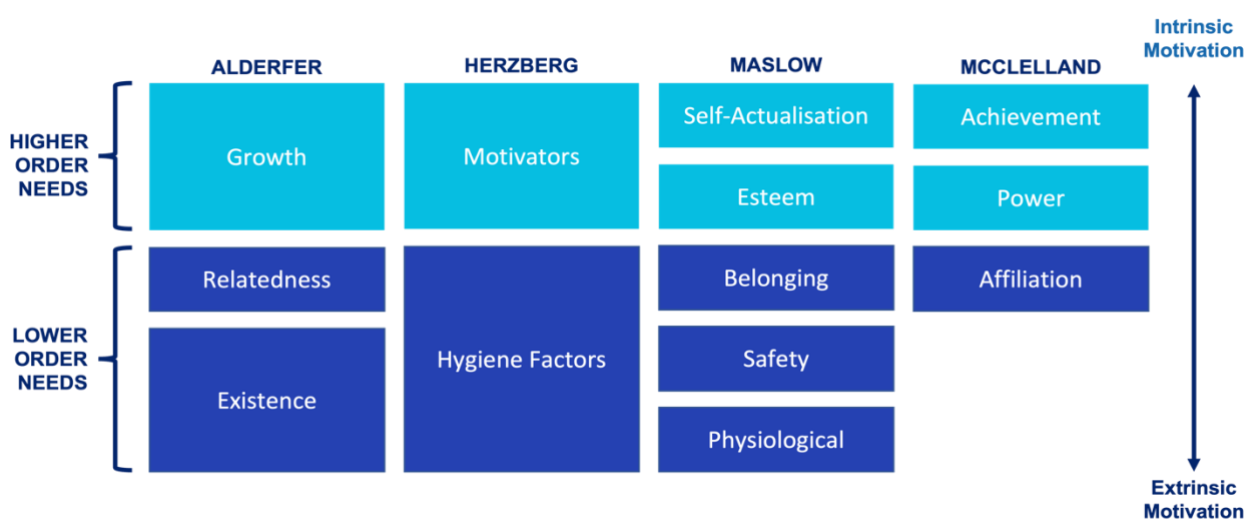 Intrinsic
Motivation
ALDERFER
HERZBERG
MASLOW
MCCLELLAND
HIGHER
ORDER
NEEDS
Growth
Motivators
Self-Actualisation
Achievement
Esteem
Power
LOWER
ORDER
NEEDS
Relatedness
Hygiene Factors
Belonging
Affiliation
Existence
Safety
Physiological
Extrinsic
Motivation